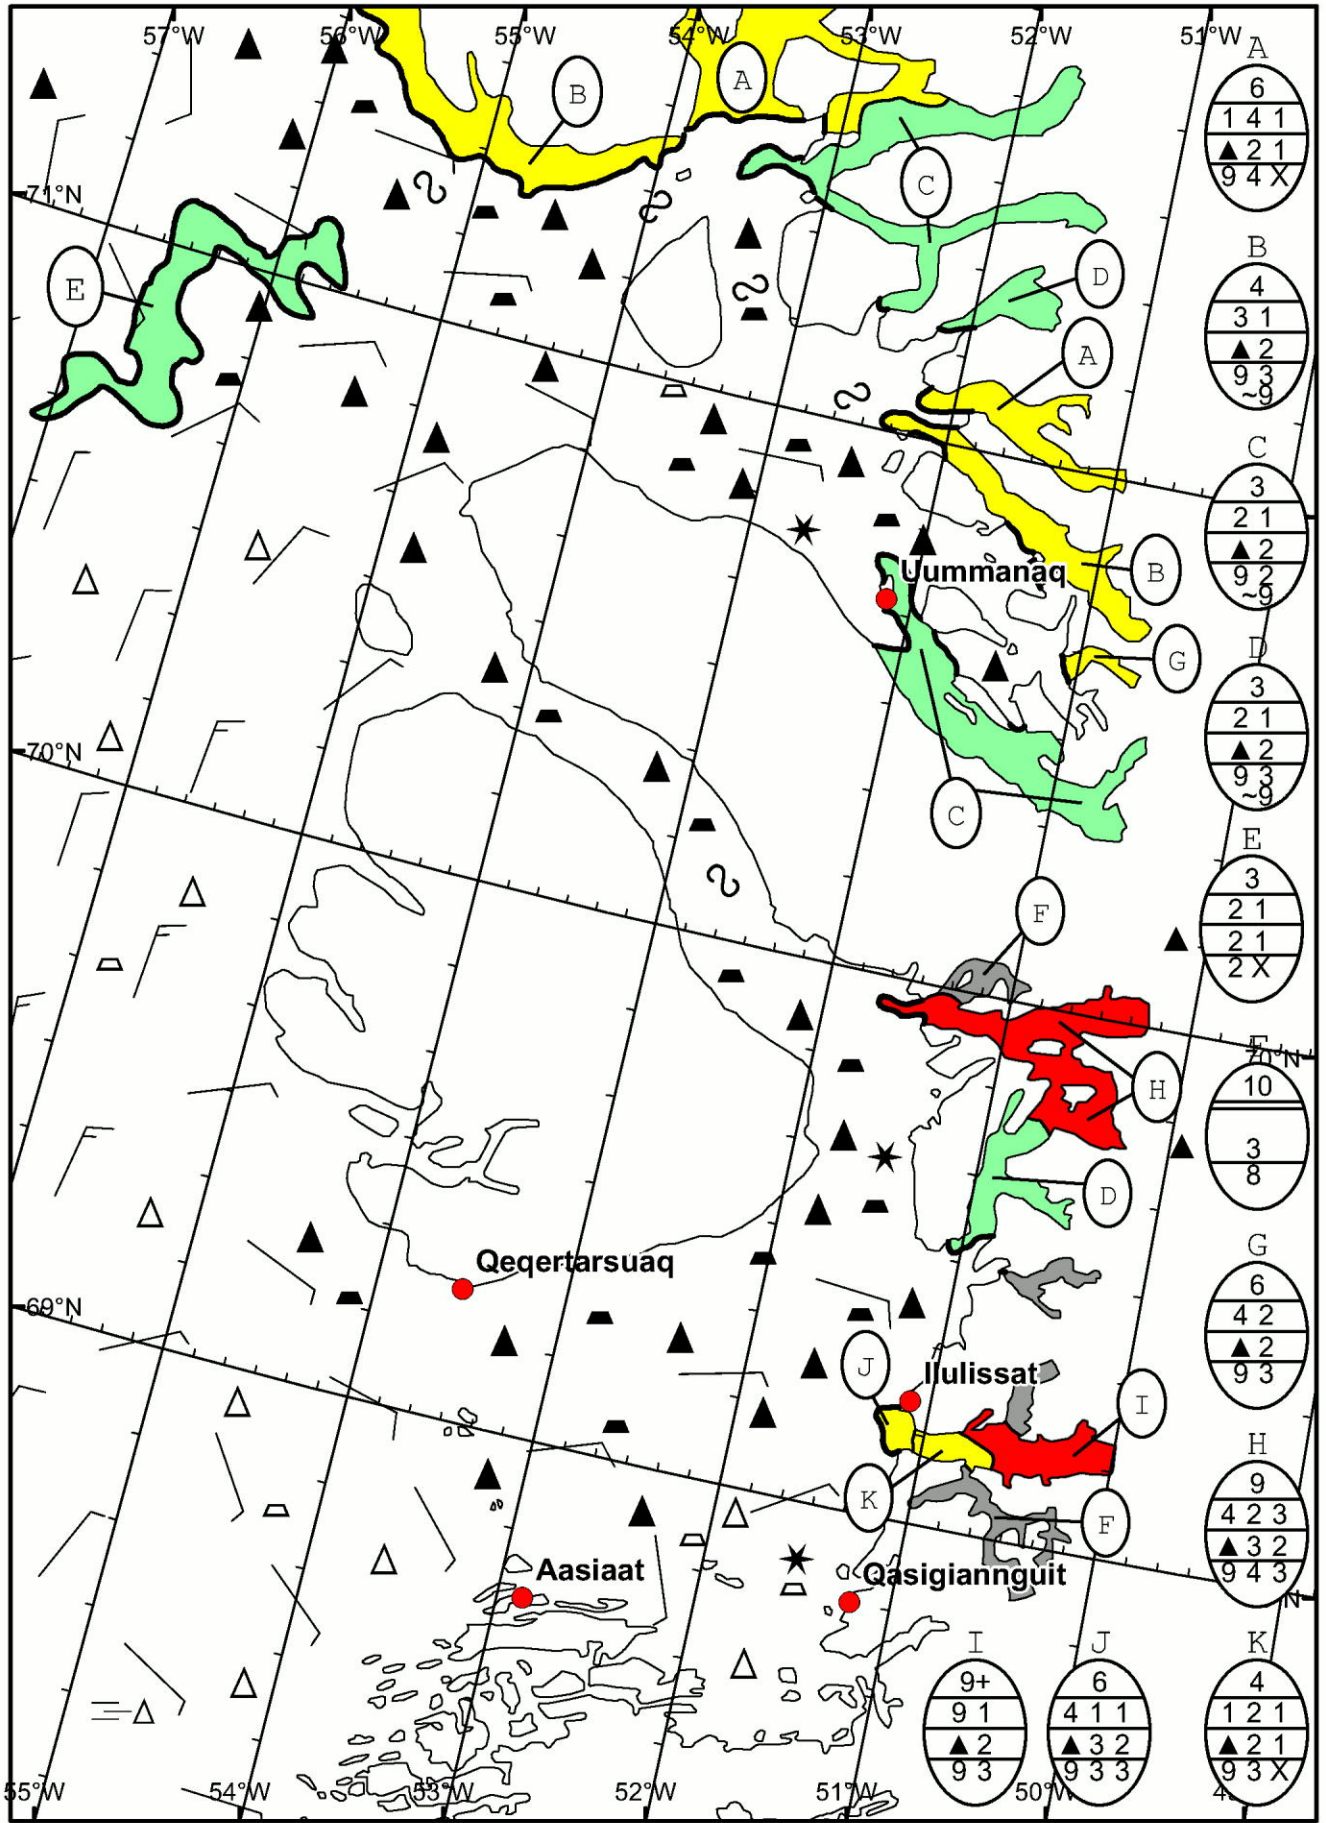 57°W 56°W 55°W 54°W 53°W 52°W 51°W
A
6
1 4 1
▲ 2 1
9 4 X
B
A
C
71°N
E
D
A
B
4
3 1
▲ 2
9 3
~9
C
3
2 1
▲ 2
9 2
~9
Uummanaq
B
G
D
3
2 1
▲ 2
9 3
~9
70°N
C
E
3
2 1
2 1
2 X
F
F
70°N
10
3
8
H
D
G
6
4 2
▲ 2
9 3
Qeqertarsuaq
69°N
J
Ilulissat
I
H
9
4 2 3
▲ 3 2
9 4 3
K
F
Aasiaat
Qasigiannguit
N
I
9+
9 1
▲ 2
9 3
J
6
4 1 1
▲ 3 2
9 3 3
K
4
1 2 1
▲ 2 1
9 3 X
55°W 54°W 53°W 52°W 51°W 50°W